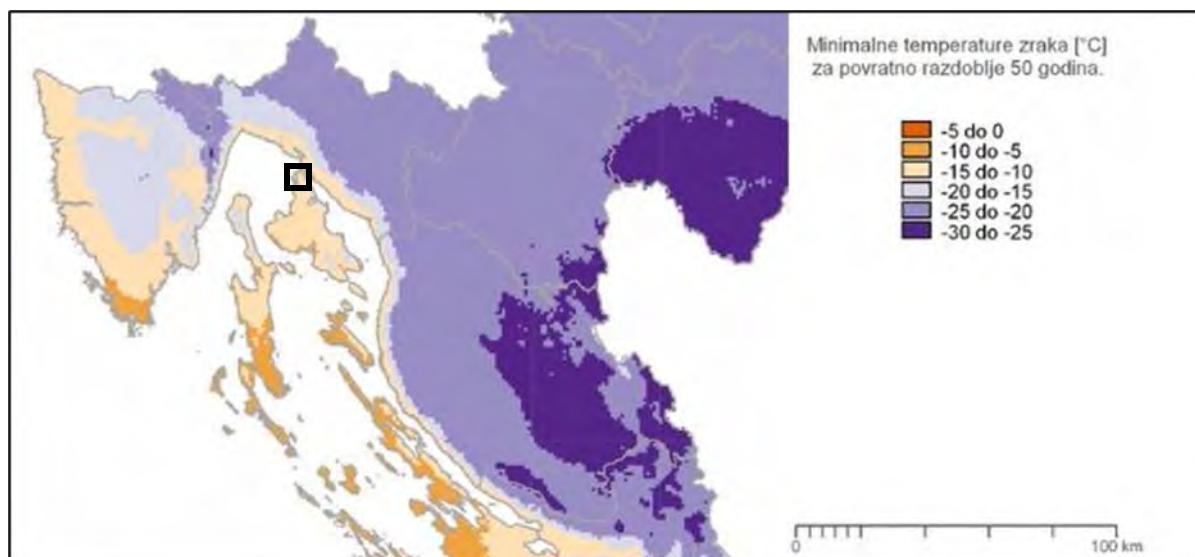 Minimalne temperature zraka [°C]
za povratno razdoblje 50 godina.
-5 do 0
-10 do -5
-15 do -10
-20 do -15
-25 do -20
-30 do -25
0 100 km